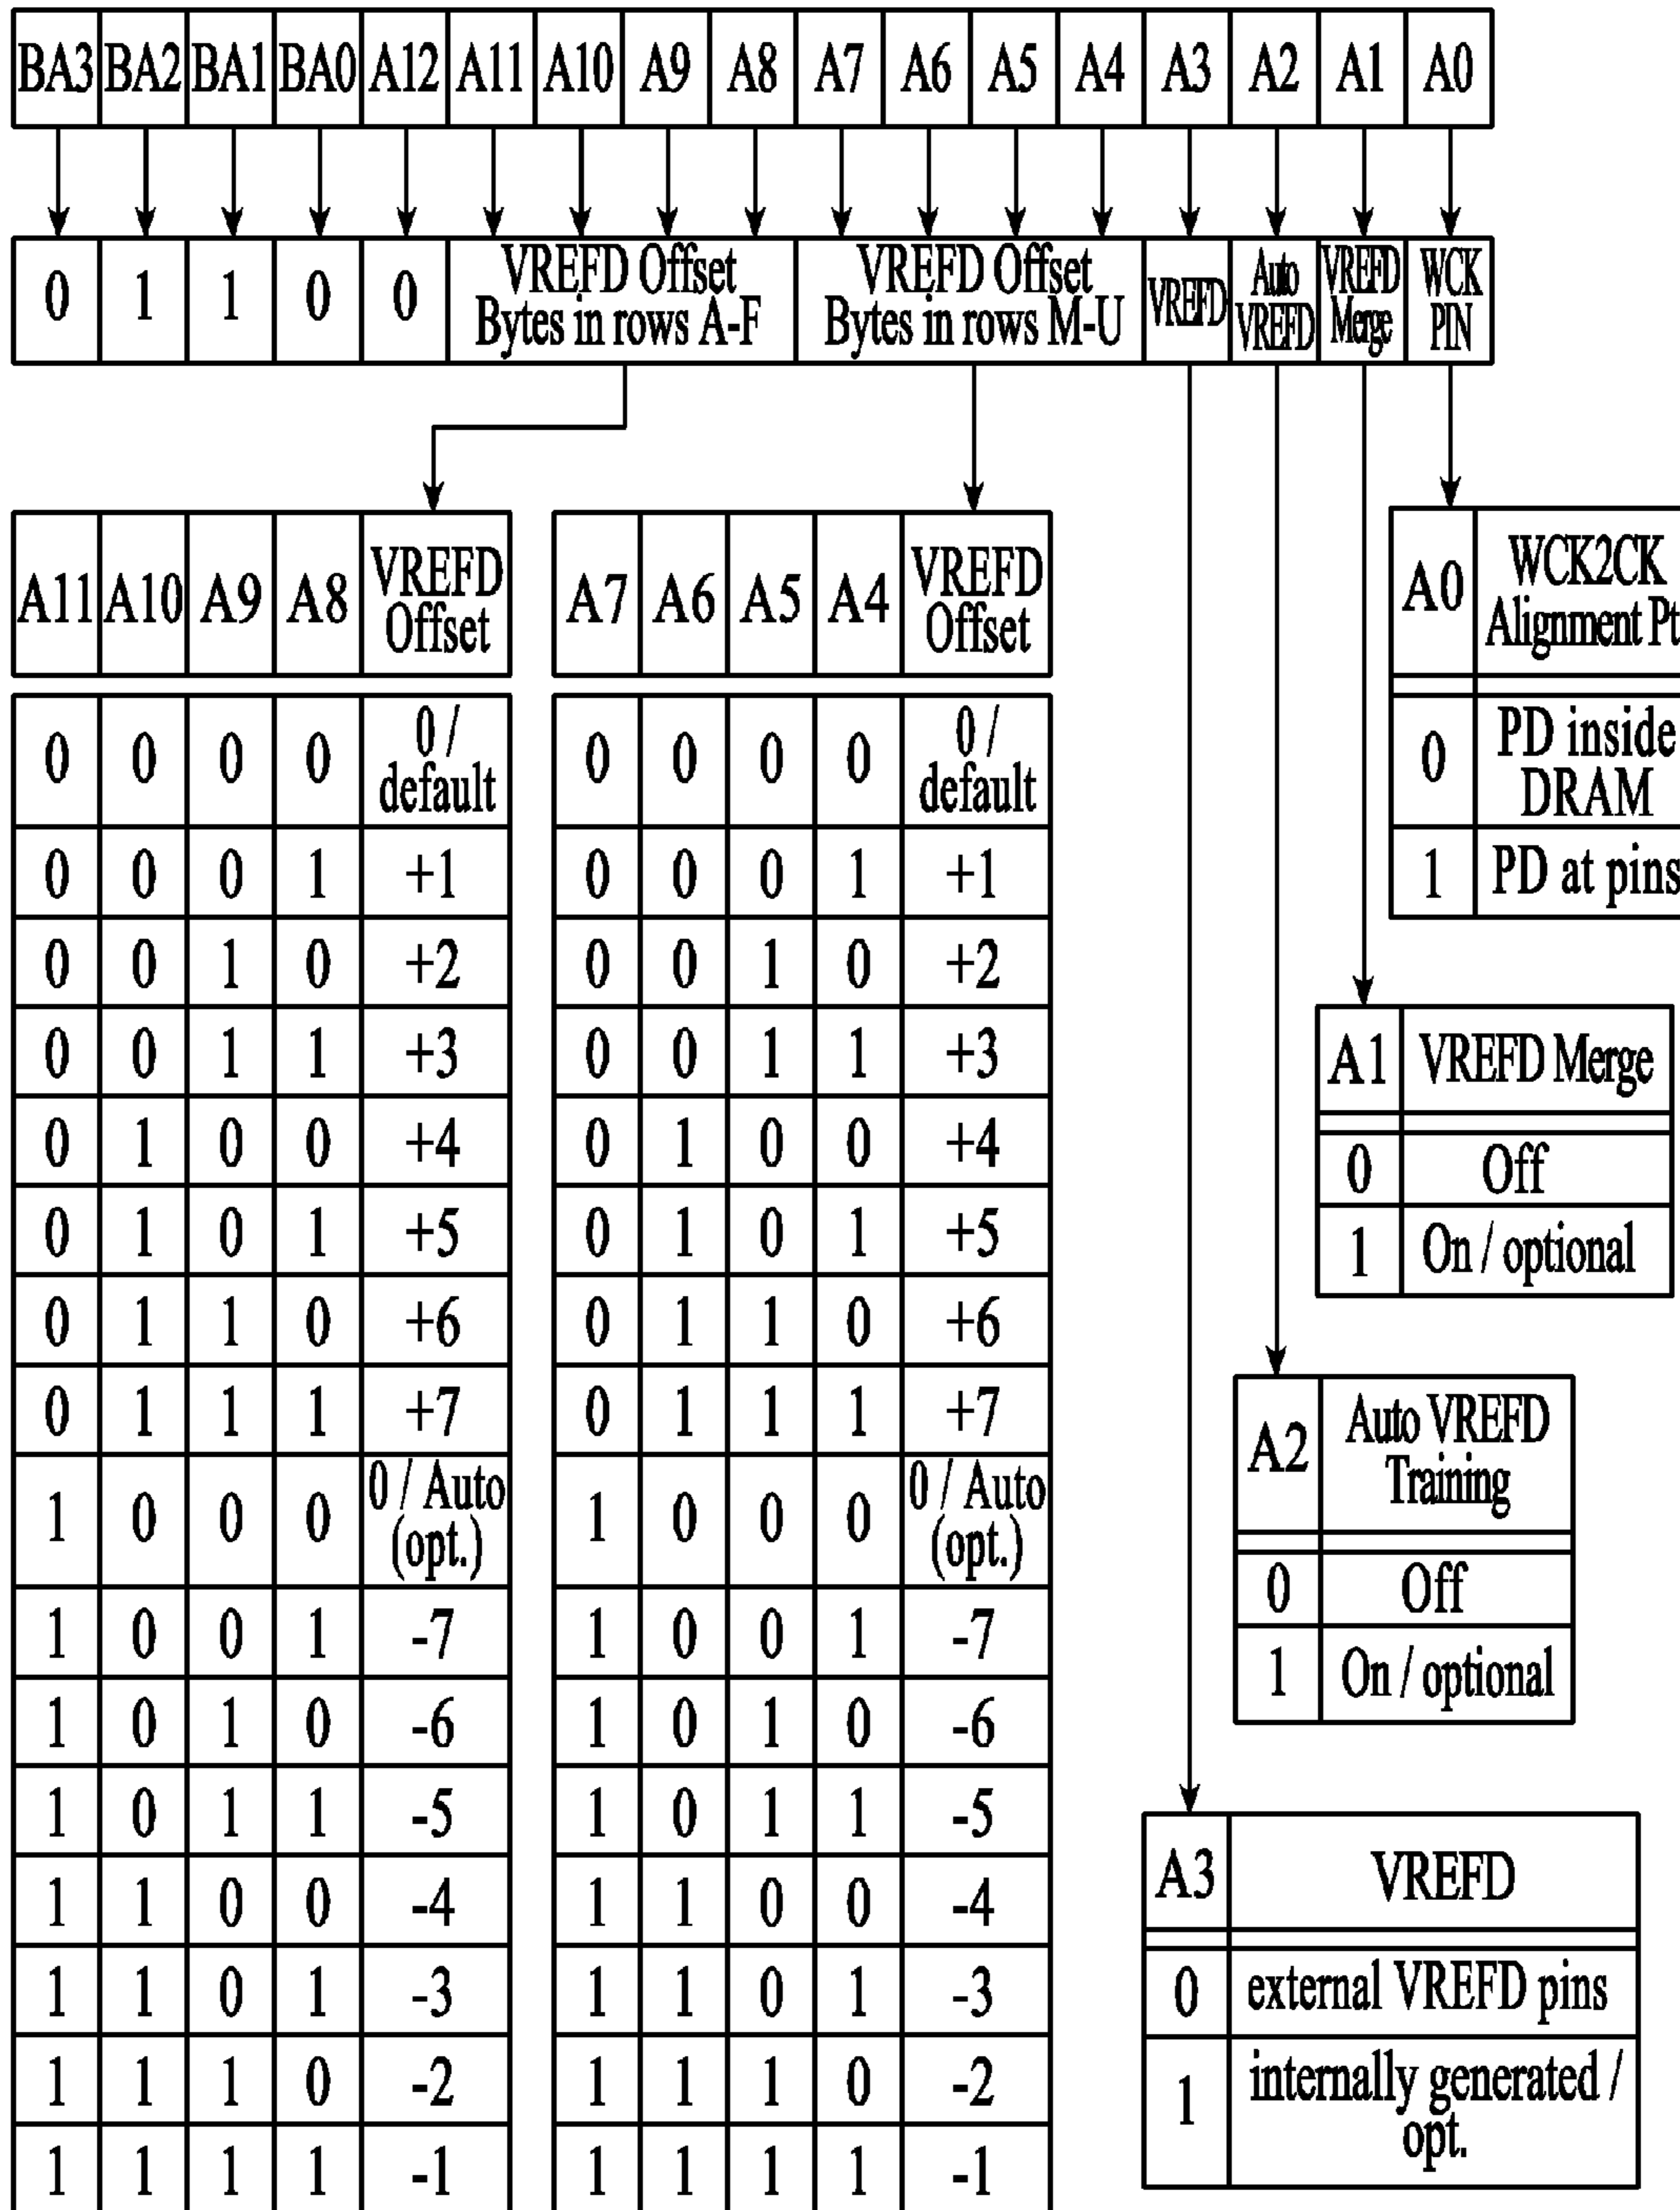 BA3 BA2 BA1 BA0 A12 A11 A10 A9 A8 A7 A6 A5 A4 A3 A2 A1 A0
0 1 1 0 0 VREFD Offset Bytes in rows A-F VREFD Offset Bytes in rows M-U VREFD Auto VREFD VREFD Merge WCK PIN
A11 A10 A9 A8 VREFD Offset
0 0 0 0 0 / default
0 0 0 1 +1
0 0 1 0 +2
0 0 1 1 +3
0 1 0 0 +4
0 1 0 1 +5
0 1 1 0 +6
0 1 1 1 +7
1 0 0 0 0 / Auto (opt.)
1 0 0 1 -7
1 0 1 0 -6
1 0 1 1 -5
1 1 0 0 -4
1 1 0 1 -3
1 1 1 0 -2
1 1 1 1 -1
A7 A6 A5 A4 VREFD Offset
0 0 0 0 0 / default
0 0 0 1 +1
0 0 1 0 +2
0 0 1 1 +3
0 1 0 0 +4
0 1 0 1 +5
0 1 1 0 +6
0 1 1 1 +7
1 0 0 0 0 / Auto (opt.)
1 0 0 1 -7
1 0 1 0 -6
1 0 1 1 -5
1 1 0 0 -4
1 1 0 1 -3
1 1 1 0 -2
1 1 1 1 -1
A0 WCK2CK Alignment Pt
0 PD inside DRAM
1 PD at pins
A1 VREFD Merge
0 Off
1 On / optional
A2 Auto VREFD Training
0 Off
1 On / optional
A3 VREFD
0 external VREFD pins
1 internally generated / opt.